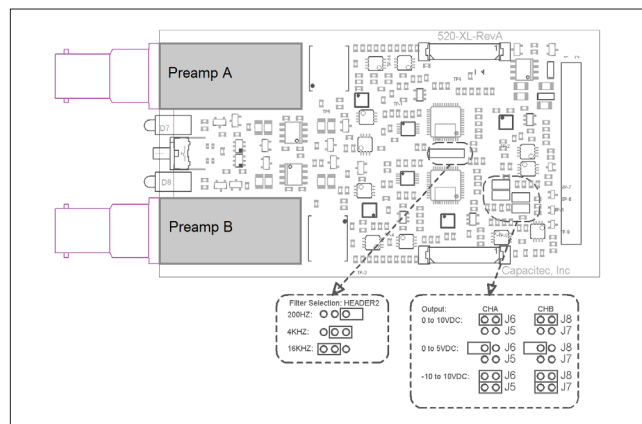 520-XL-RevA
Preamp A
D7
D8
Preamp B
Capacitec, Inc
Filter Selection: HEADER2
200HZ:
4KHZ:
16KHZ:
Output: CHA CHB
0 to 10VDC: J6 J8
J5 J7
0 to 5VDC: J6 J8
J5 J7
-10 to 10VDC: J6 J8
J5 J7